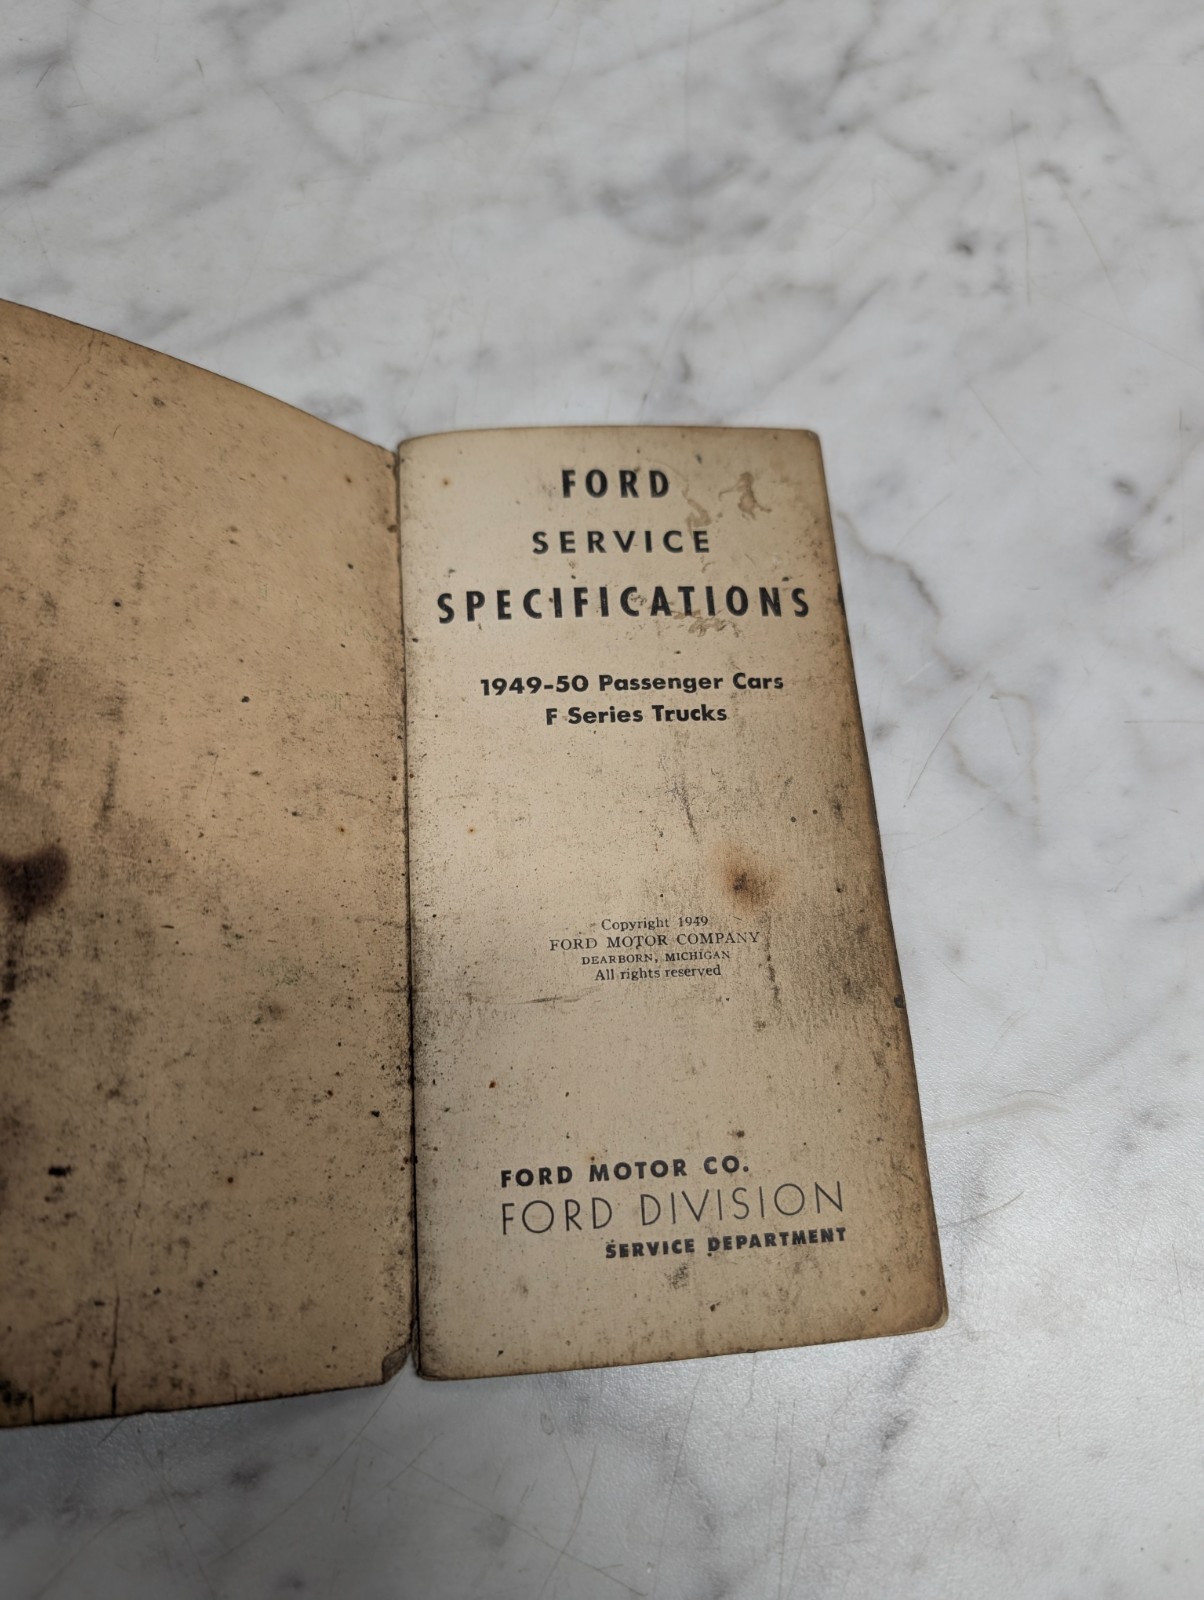 FORD
SERVICE
SPECIFICATIONS
1949-50 Passenger Cars
F Series Trucks
Copyright 1949
FORD MOTOR COMPANY
DEARBORN, MICHIGAN
All rights reserved
FORD MOTOR CO.
FORD DIVISION
SERVICE DEPARTMENT